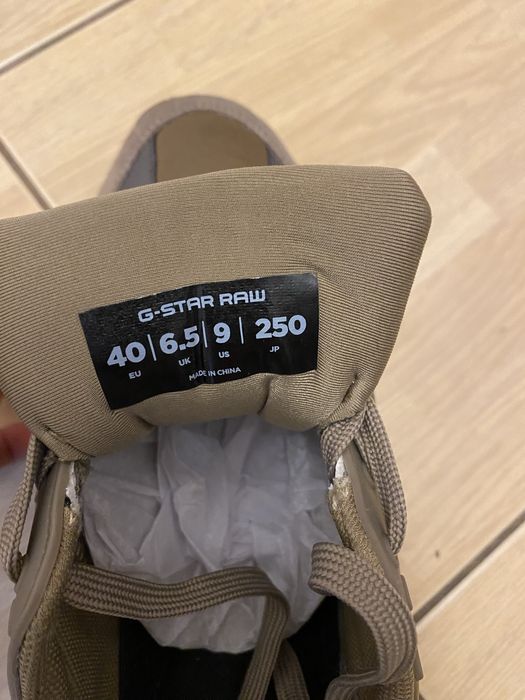 G-STAR RAW
40 | 6.5 | 9 | 250
EU UK US JP
MADE IN CHINA